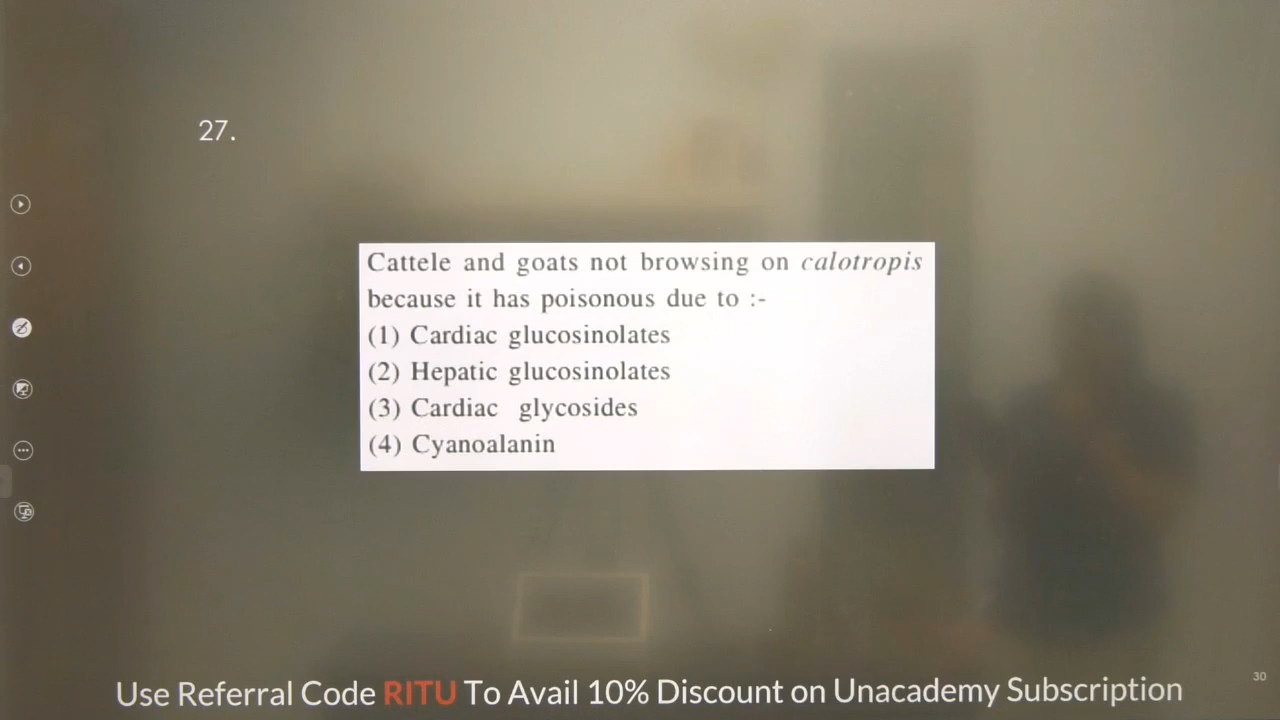 27.
Cattele and goats not browsing on calotropis
because it has poisonous due to :-
(1) Cardiac glucosinolates
(2) Hepatic glucosinolates
(3) Cardiac glycosides
(4) Cyanoalanin
Use Referral Code RITU To Avail 10% Discount on Unacademy Subscription
30